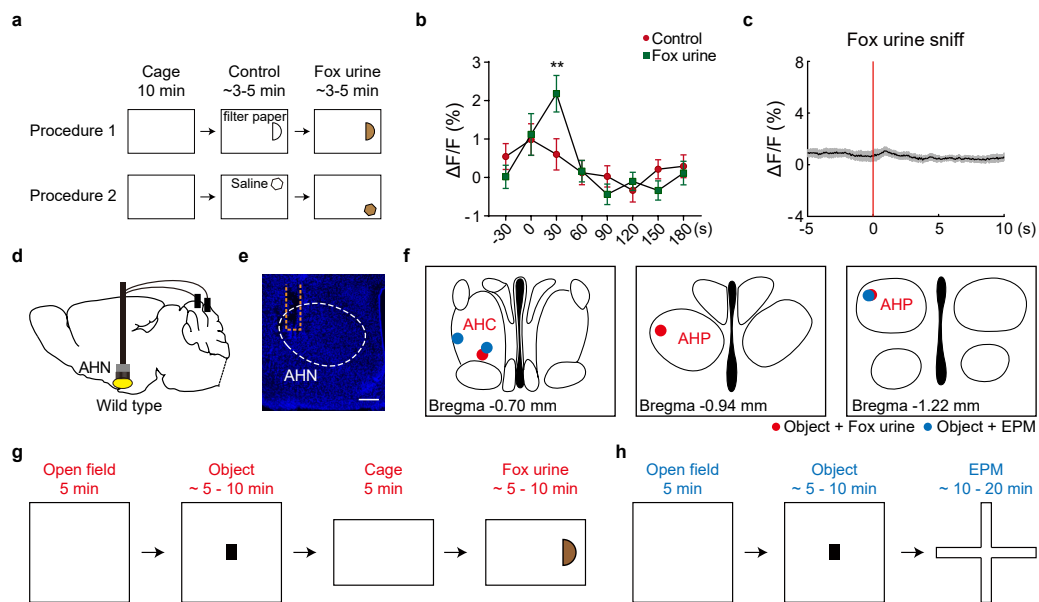 a
Cage
10 min
Control
~3-5 min
Fox urine
~3-5 min
Procedure 1
filter paper
Procedure 2
Saline
b
Control
Fox urine
**
ΔF/F (%)
3
2
1
0
-1
-30
0
30
60
90
120
150
180
(s)
c
Fox urine sniff
ΔF/F (%)
8
4
0
-4
-5
0
5
10
(s)
d
AHN
Wild type
e
AHN
f
AHC
Bregma -0.70 mm
AHP
Bregma -0.94 mm
AHP
Bregma -1.22 mm
Object + Fox urine
Object + EPM
g
Open field
5 min
Object
~ 5 - 10 min
Cage
5 min
Fox urine
~ 5 - 10 min
h
Open field
5 min
Object
~ 5 - 10 min
EPM
~ 10 - 20 min